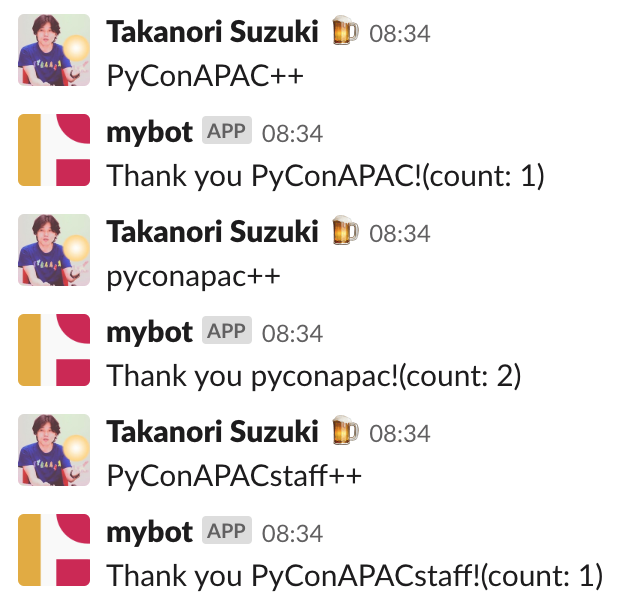 Takanori Suzuki 🍺 08:34
PyConAPAC++
mybot APP 08:34
Thank you PyConAPAC!(count: 1)
Takanori Suzuki 🍺 08:34
pyconapac++
mybot APP 08:34
Thank you pyconapac!(count: 2)
Takanori Suzuki 🍺 08:34
PyConAPACstaff++
mybot APP 08:34
Thank you PyConAPACstaff!(count: 1)